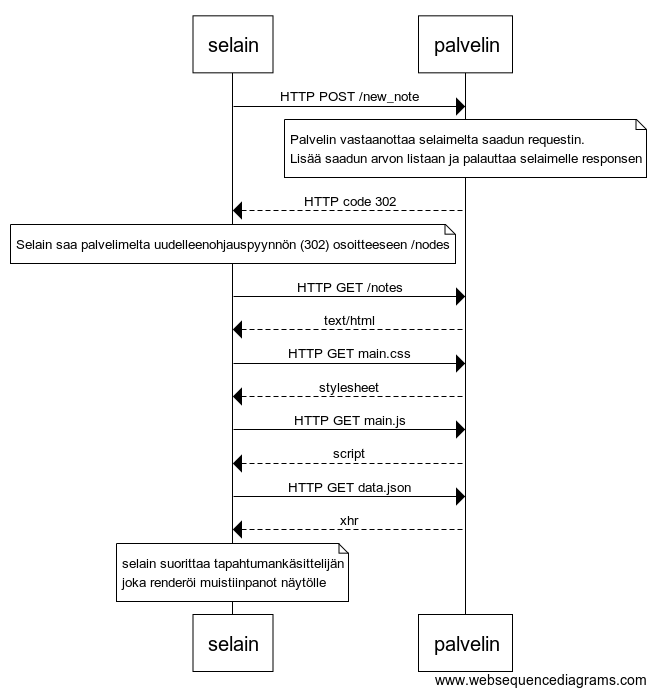 selain
palvelin
HTTP POST /new_note
Palvelin vastaanottaa selaimelta saadun requestin.
Lisää saadun arvon listaan ja palauttaa selaimelle responsen
HTTP code 302
Selain saa palvelimelta uudelleenohjauspyynnön (302) osoitteeseen /nodes
HTTP GET /notes
text/html
HTTP GET main.css
stylesheet
HTTP GET main.js
script
HTTP GET data.json
xhr
selain suorittaa tapahtumankäsittelijän
joka renderöi muistiinpanot näytölle
selain
palvelin
www.websequencediagrams.com